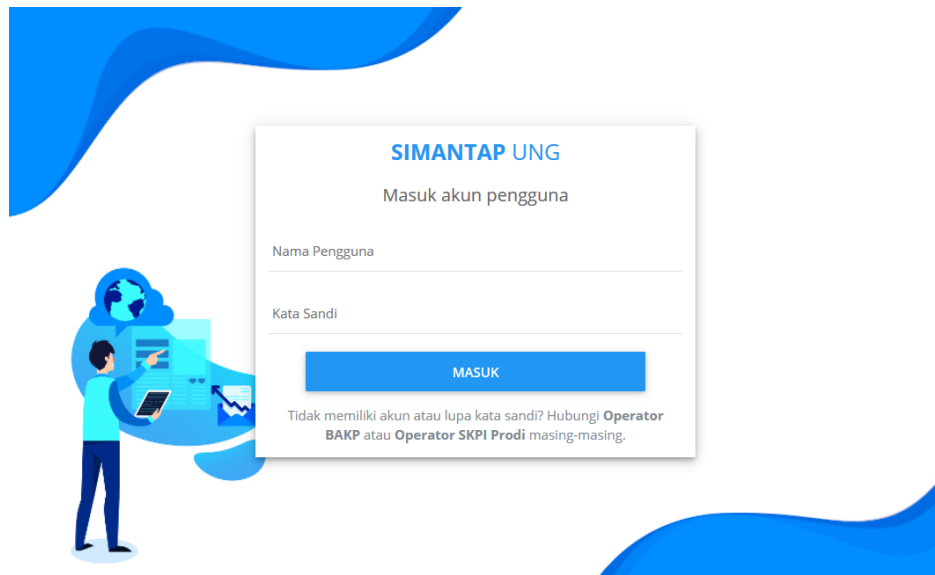 SIMANTAP UNG
Masuk akun pengguna
Nama Pengguna
Kata Sandi
MASUK
Tidak memiliki akun atau lupa kata sandi? Hubungi Operator
BAKP atau Operator SKPI Prodi masing-masing.